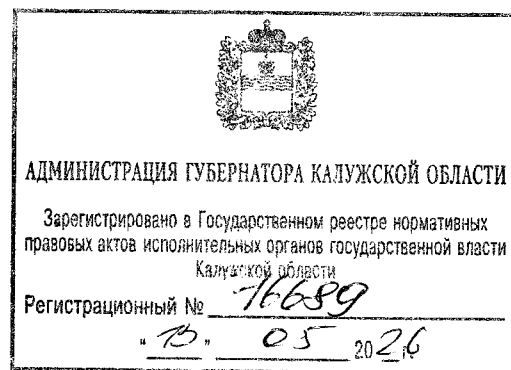 АДМИНИСТРАЦИЯ ГУБЕРНАТОРА КАЛУЖСКОЙ ОБЛАСТИ
Зарегистрировано в Государственном реестре нормативных
правовых актов исполнительных органов государственной власти
Калужской области
Регистрационный № 16689
" 13 " 05 2026 г.